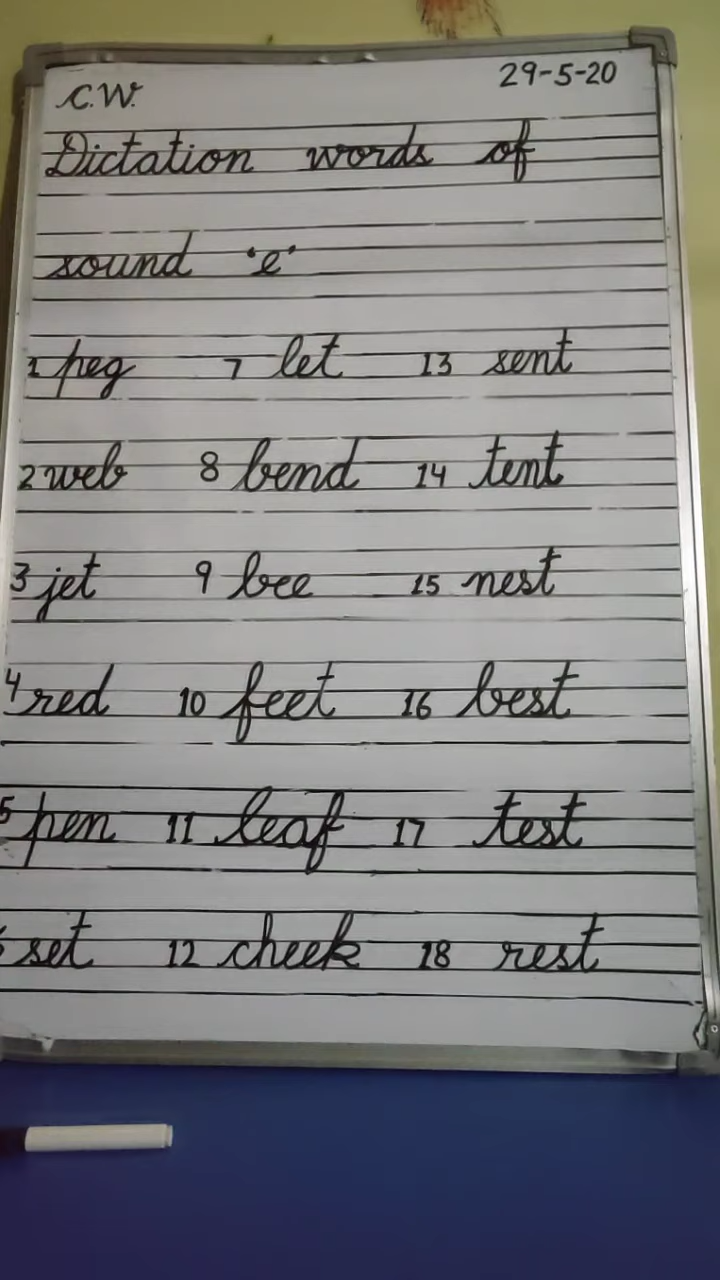 C.W. 29-5-20
Dictation words of
sound 'e'
1 peg 7 let 13 sent
2 web 8 bend 14 tent
3 jet 9 bee 15 nest
4 red 10 feet 16 best
5 pen 11 leaf 17 test
6 set 12 cheek 18 rest